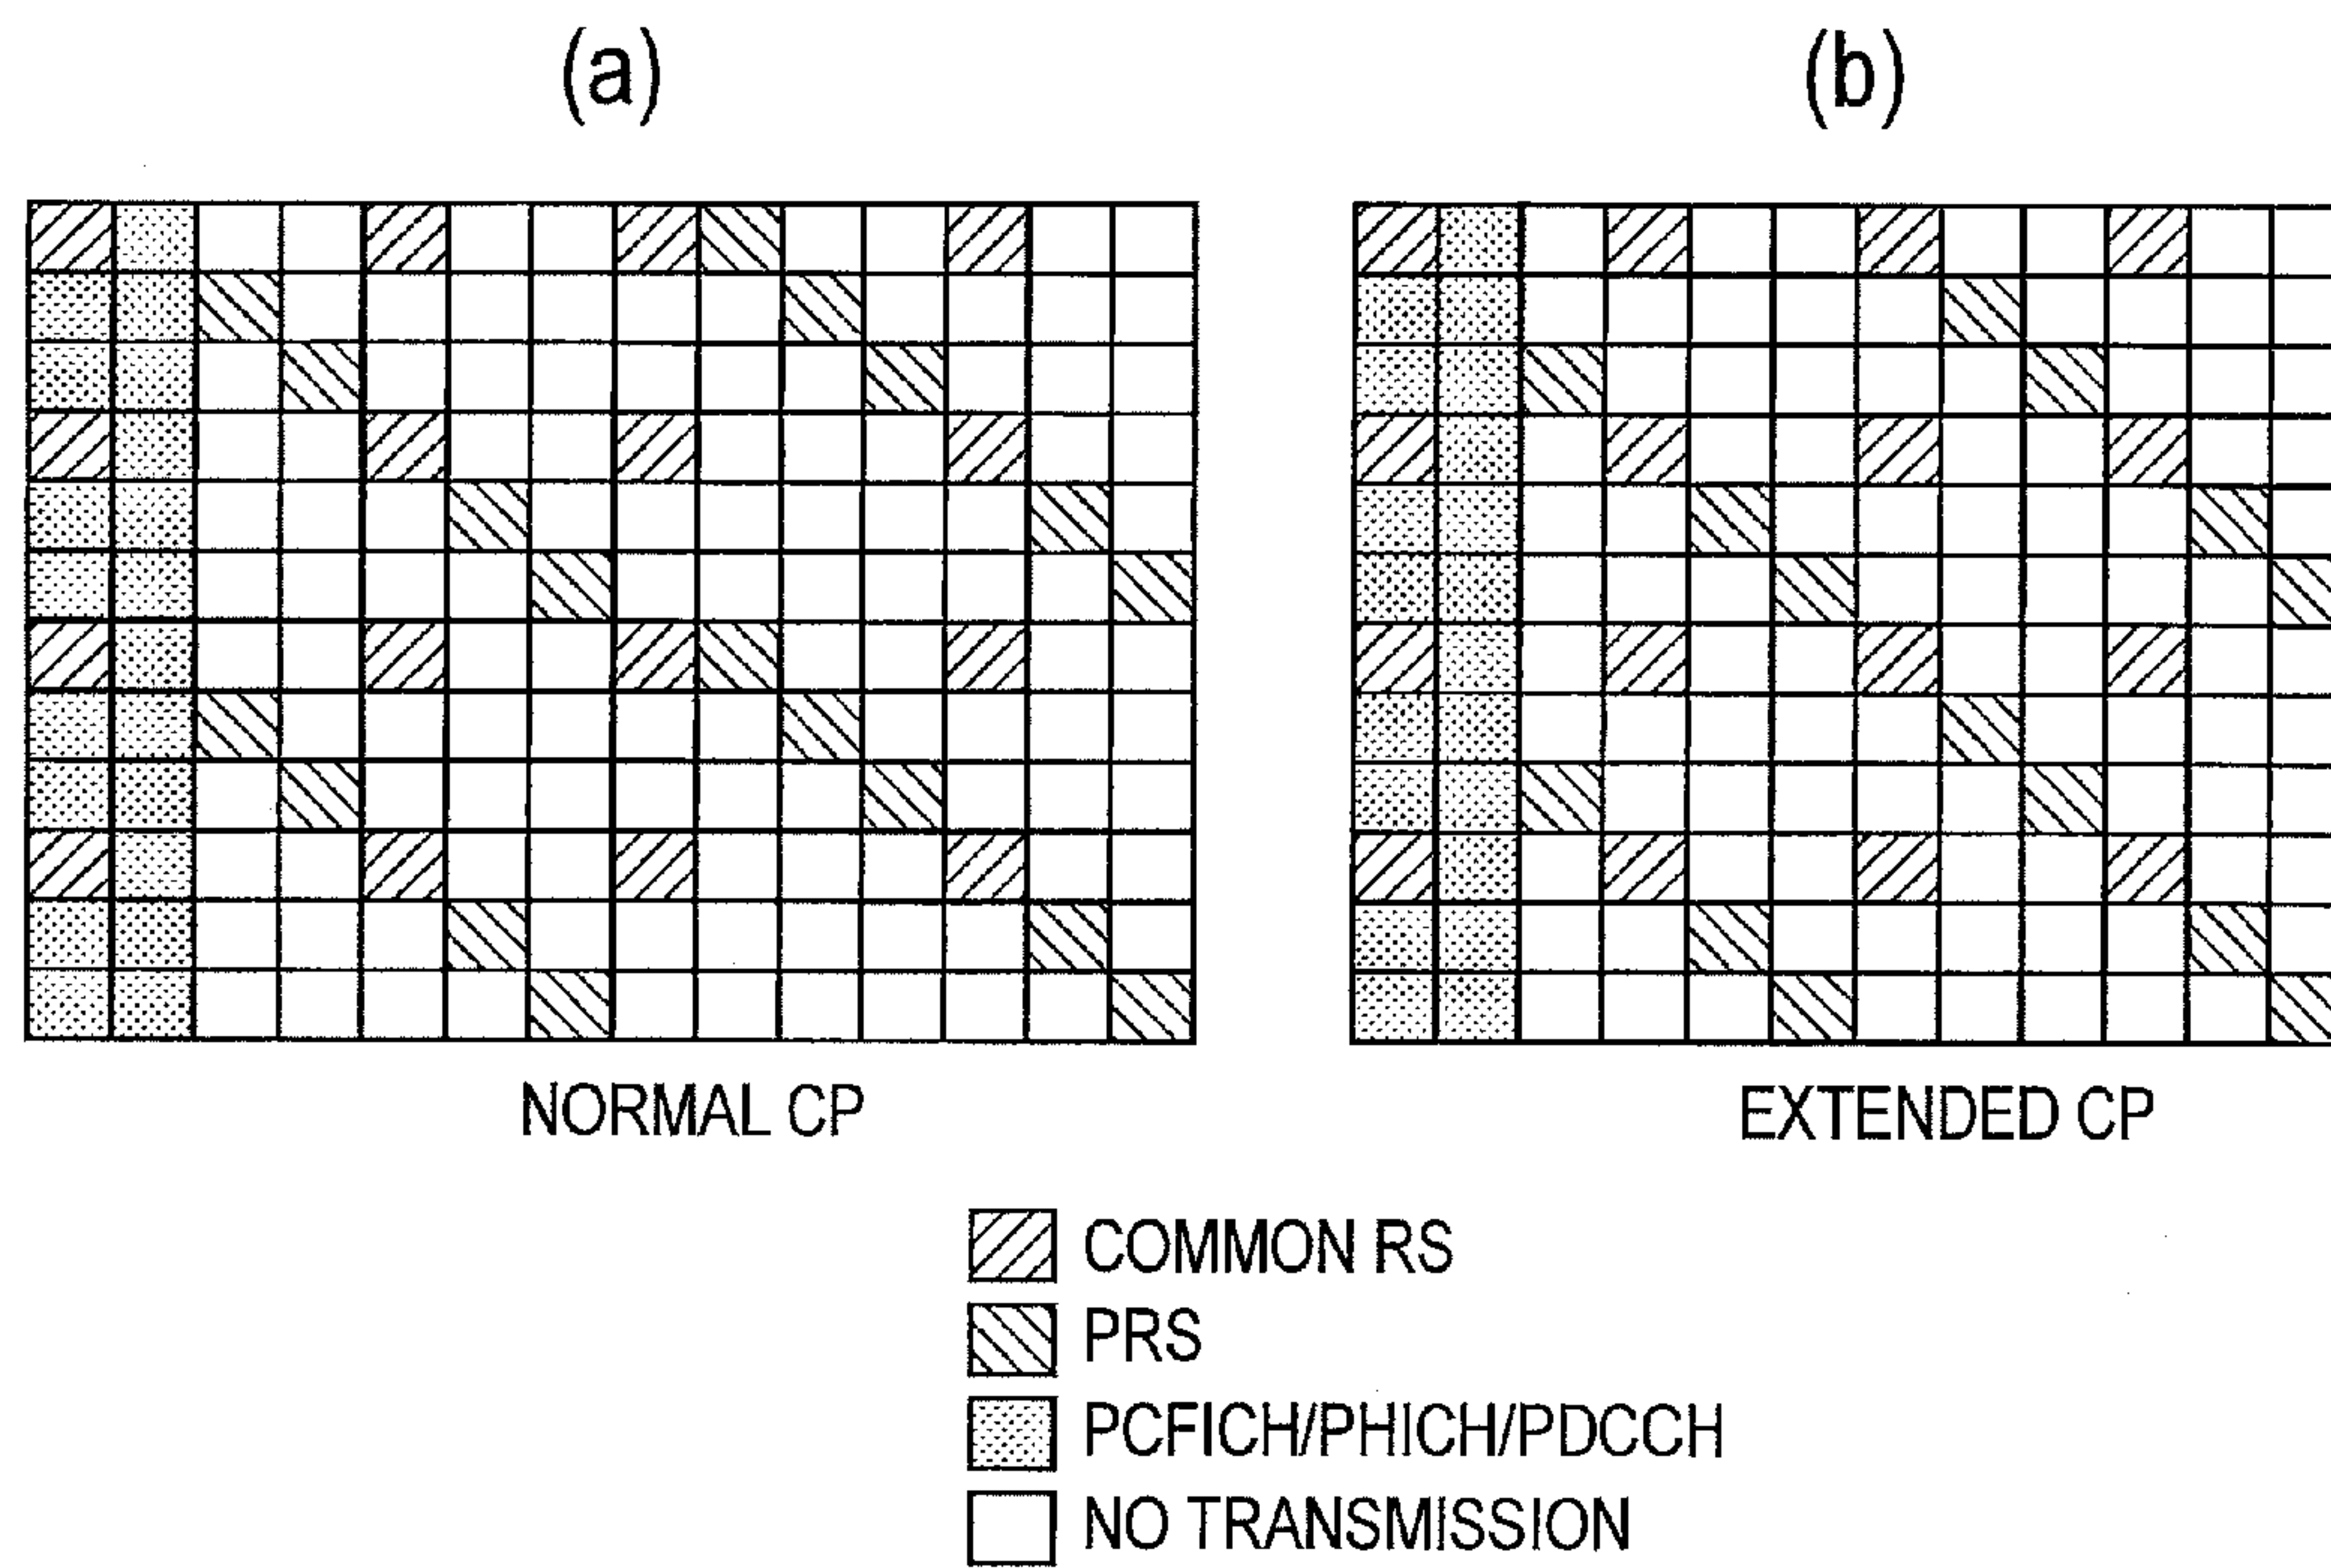 (a)
(b)
NORMAL CP
EXTENDED CP
COMMON RS
PRS
PCFICH/PHICH/PDCCH
NO TRANSMISSION